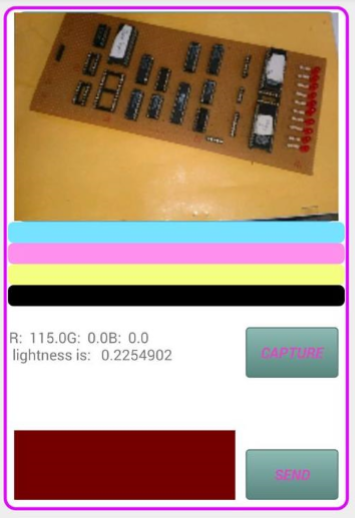 R: 115.0G: 0.0B: 0.0
lightness is: 0.2254902
CAPTURE
SEND